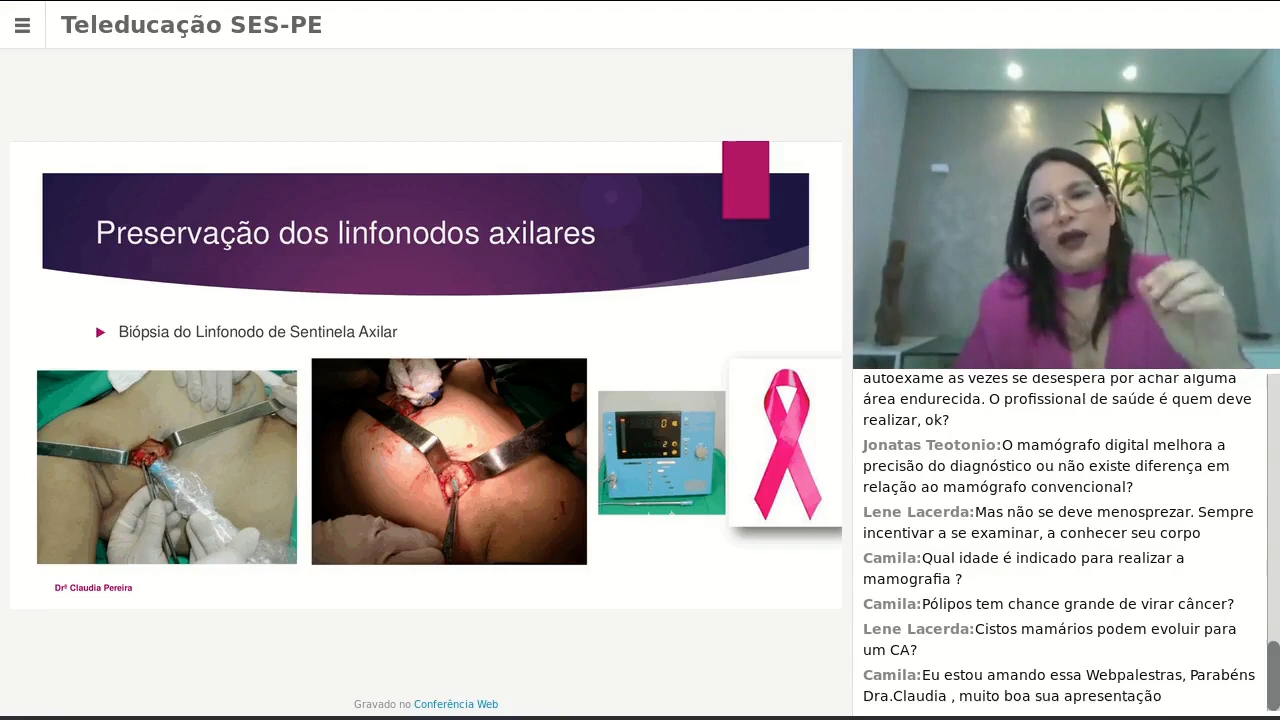 Teleducação SES-PE
Preservação dos linfonodos axilares
Biópsia do Linfonodo de Sentinela Axilar
Drª Claudia Pereira
Gravado no Conferência Web
autoexame as vezes se desespera por achar alguma
área endurecida. O profissional de saúde é quem deve
realizar, ok?
Jonatas Teotonio:O mamógrafo digital melhora a
precisão do diagnóstico ou não existe diferença em
relação ao mamógrafo convencional?
Lene Lacerda:Mas não se deve menosprezar. Sempre
incentivar a se examinar, a conhecer seu corpo
Camila:Qual idade é indicado para realizar a
mamografia ?
Camila:Pólipos tem chance grande de virar câncer?
Lene Lacerda:Cistos mamários podem evoluir para
um CA?
Camila:Eu estou amando essa Webpalestras, Parabéns
Dra.Claudia , muito boa sua apresentação